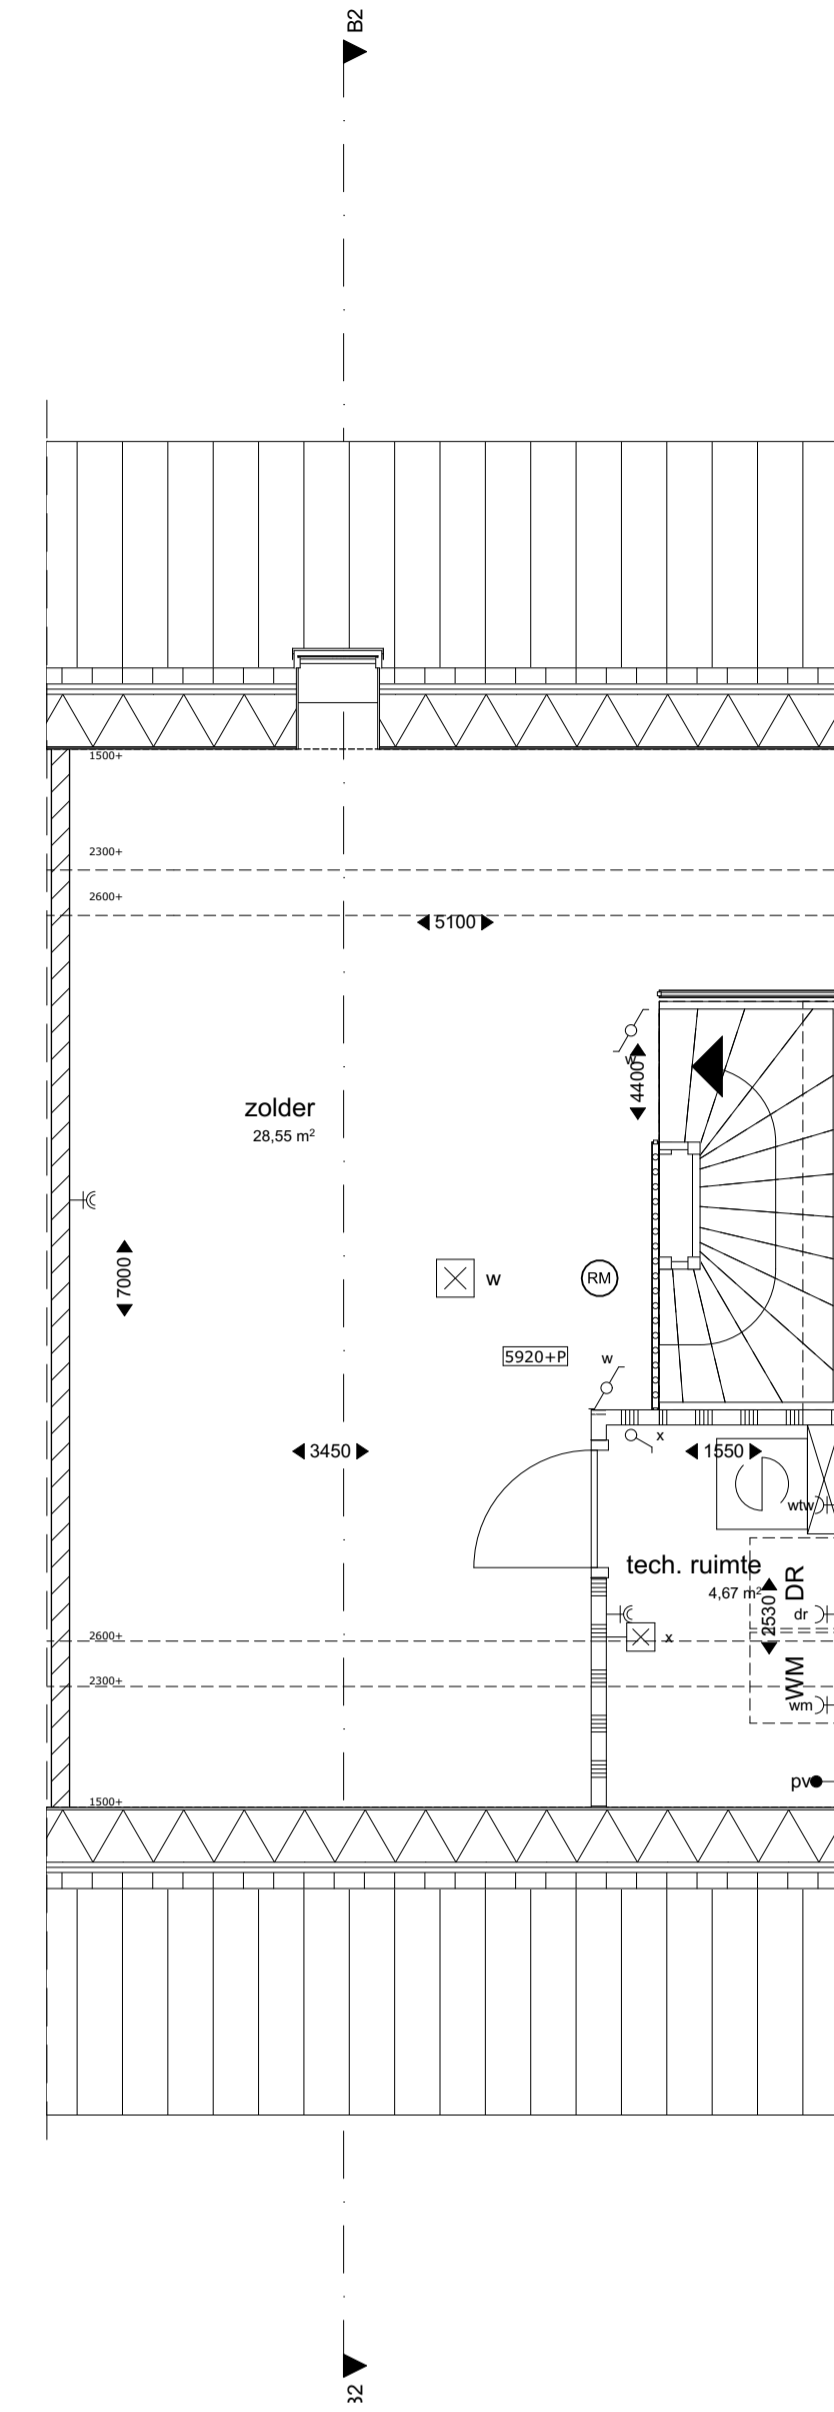 B2
1500+
2300+
2600+
5100
w
4400
zolder
28,55 m²
7000
w
RM
5920+P
w
x
3450
1550
wtw
tech. ruimte
4,67 m²
DR
dr
2530
x
2600+
WM
2300+
wm
pv
1500+
B2